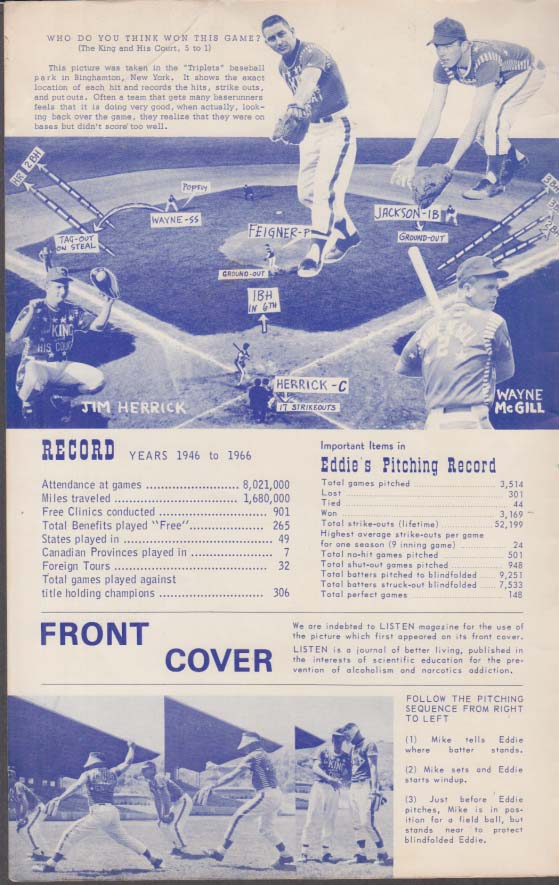 WHO DO YOU THINK WON THIS GAME?
(The King and His Court, 5 to 1)
This picture was taken in the "Triplets" baseball
park in Binghamton, New York. It shows the exact
location of each hit and records the hits, strike outs,
and put outs. Often a team that gets many baserunners
feels that it is doing very good, when actually, look-
ing back over the game, they realize that they were on
bases but didn't score too well.
HR
2BH
POPFLY
WAYNE-SS
TAG-OUT
ON STEAL
FEIGNER-P
GROUND-OUT
JACKSON-1B
GROUND-OUT
1BH
IN 6TH
HERRICK-C
17 STRIKEOUTS
KING
HIS COURT
JIM HERRICK
WAYNE
McGILL
RECORD YEARS 1946 to 1966
Attendance at games 8,021,000
Miles traveled 1,680,000
Free Clinics conducted 901
Total Benefits played "Free" 265
States played in 49
Canadian Provinces played in 7
Foreign Tours 32
Total games played against
title holding champions 306
Important Items in
Eddie's Pitching Record
Total games pitched 3,514
Lost 301
Tied 44
Won 3,169
Total strike-outs (lifetime) 52,199
Highest average strike-outs per game
for one season (9 inning game) 24
Total no-hit games pitched 501
Total shut-out games pitched 948
Total batters pitched to blindfolded 9,251
Total batters struck-out blindfolded 7,533
Total perfect games 148
FRONT
COVER
We are indebted to LISTEN magazine for the use of
the picture which first appeared on its front cover.
LISTEN is a journal of better living, published in
the interests of scientific education for the pre-
vention of alcoholism and narcotics addiction.
FOLLOW THE PITCHING
SEQUENCE FROM RIGHT
TO LEFT
(1) Mike tells Eddie
where batter stands.
(2) Mike sets and Eddie
starts windup.
(3) Just before Eddie
pitches, Mike is in po-
sition for a field ball, but
stands near to protect
blindfolded Eddie.